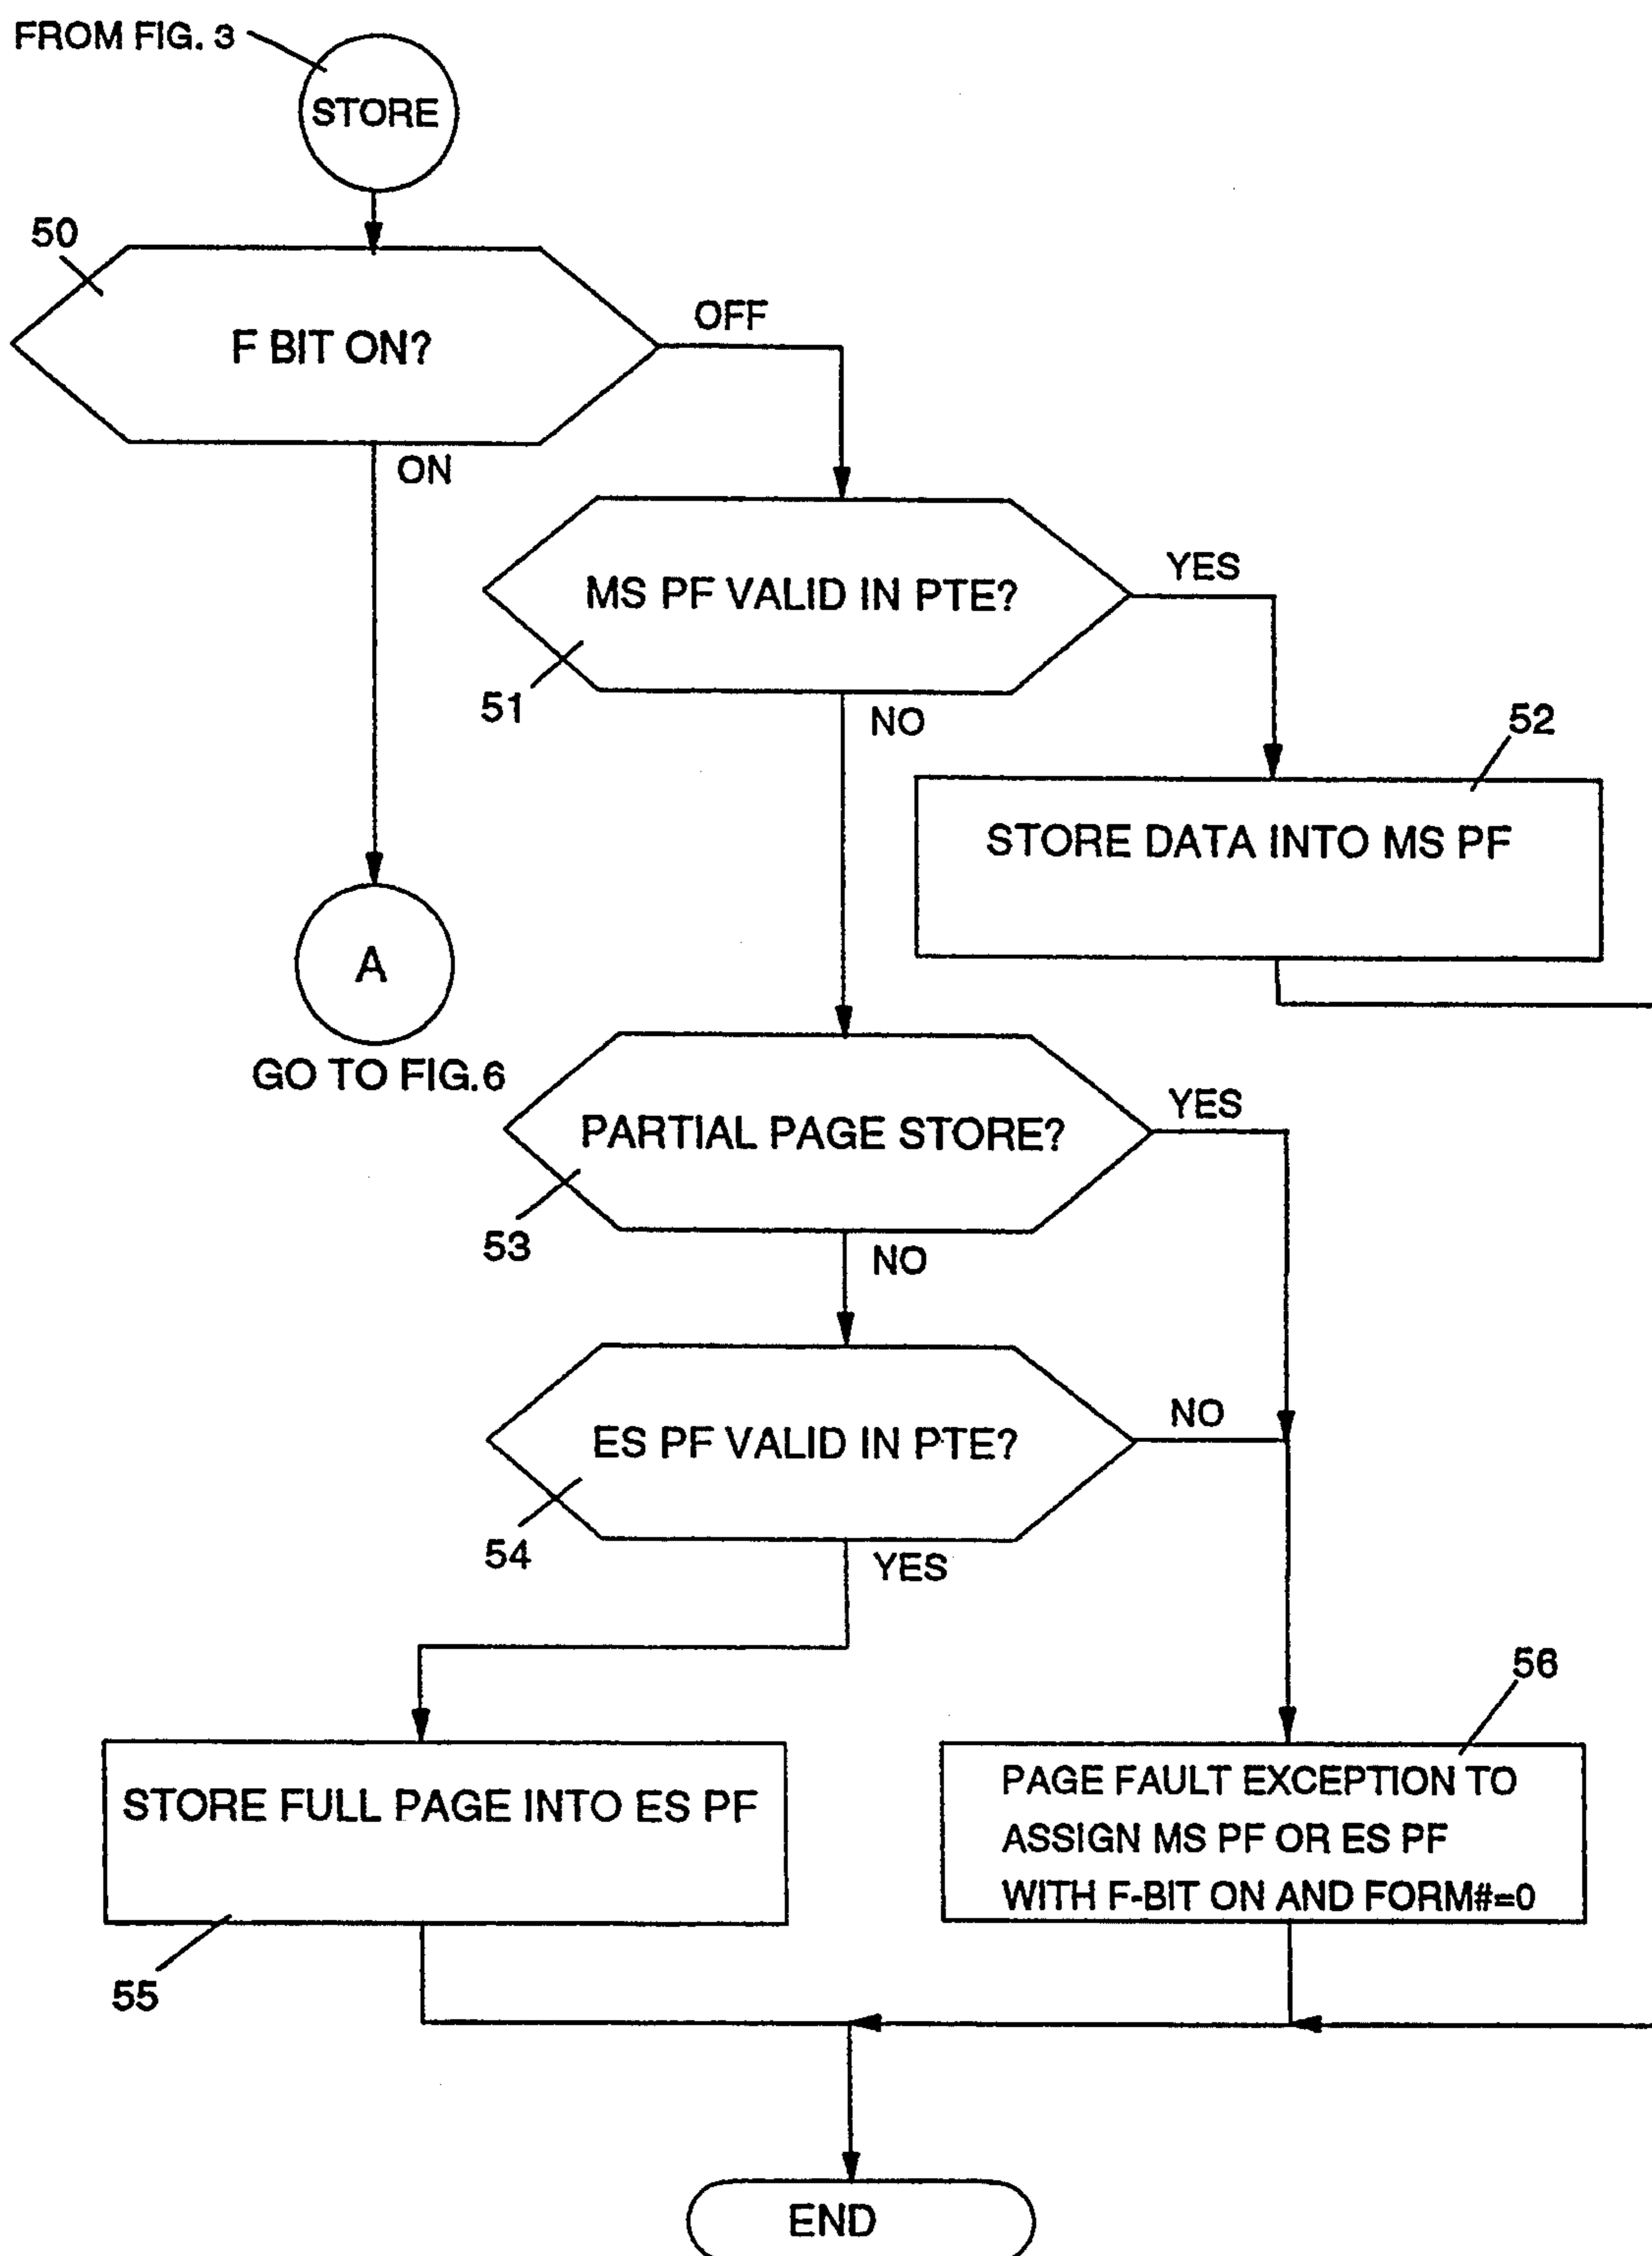 FROM FIG. 3
STORE
50
F BIT ON?
OFF
ON
MS PF VALID IN PTE?
YES
51
NO
52
STORE DATA INTO MS PF
A
GO TO FIG.6
PARTIAL PAGE STORE?
YES
53
NO
ES PF VALID IN PTE?
NO
54
YES
56
STORE FULL PAGE INTO ES PF
55
PAGE FAULT EXCEPTION TO
ASSIGN MS PF OR ES PF
WITH F-BIT ON AND FORM#=0
END